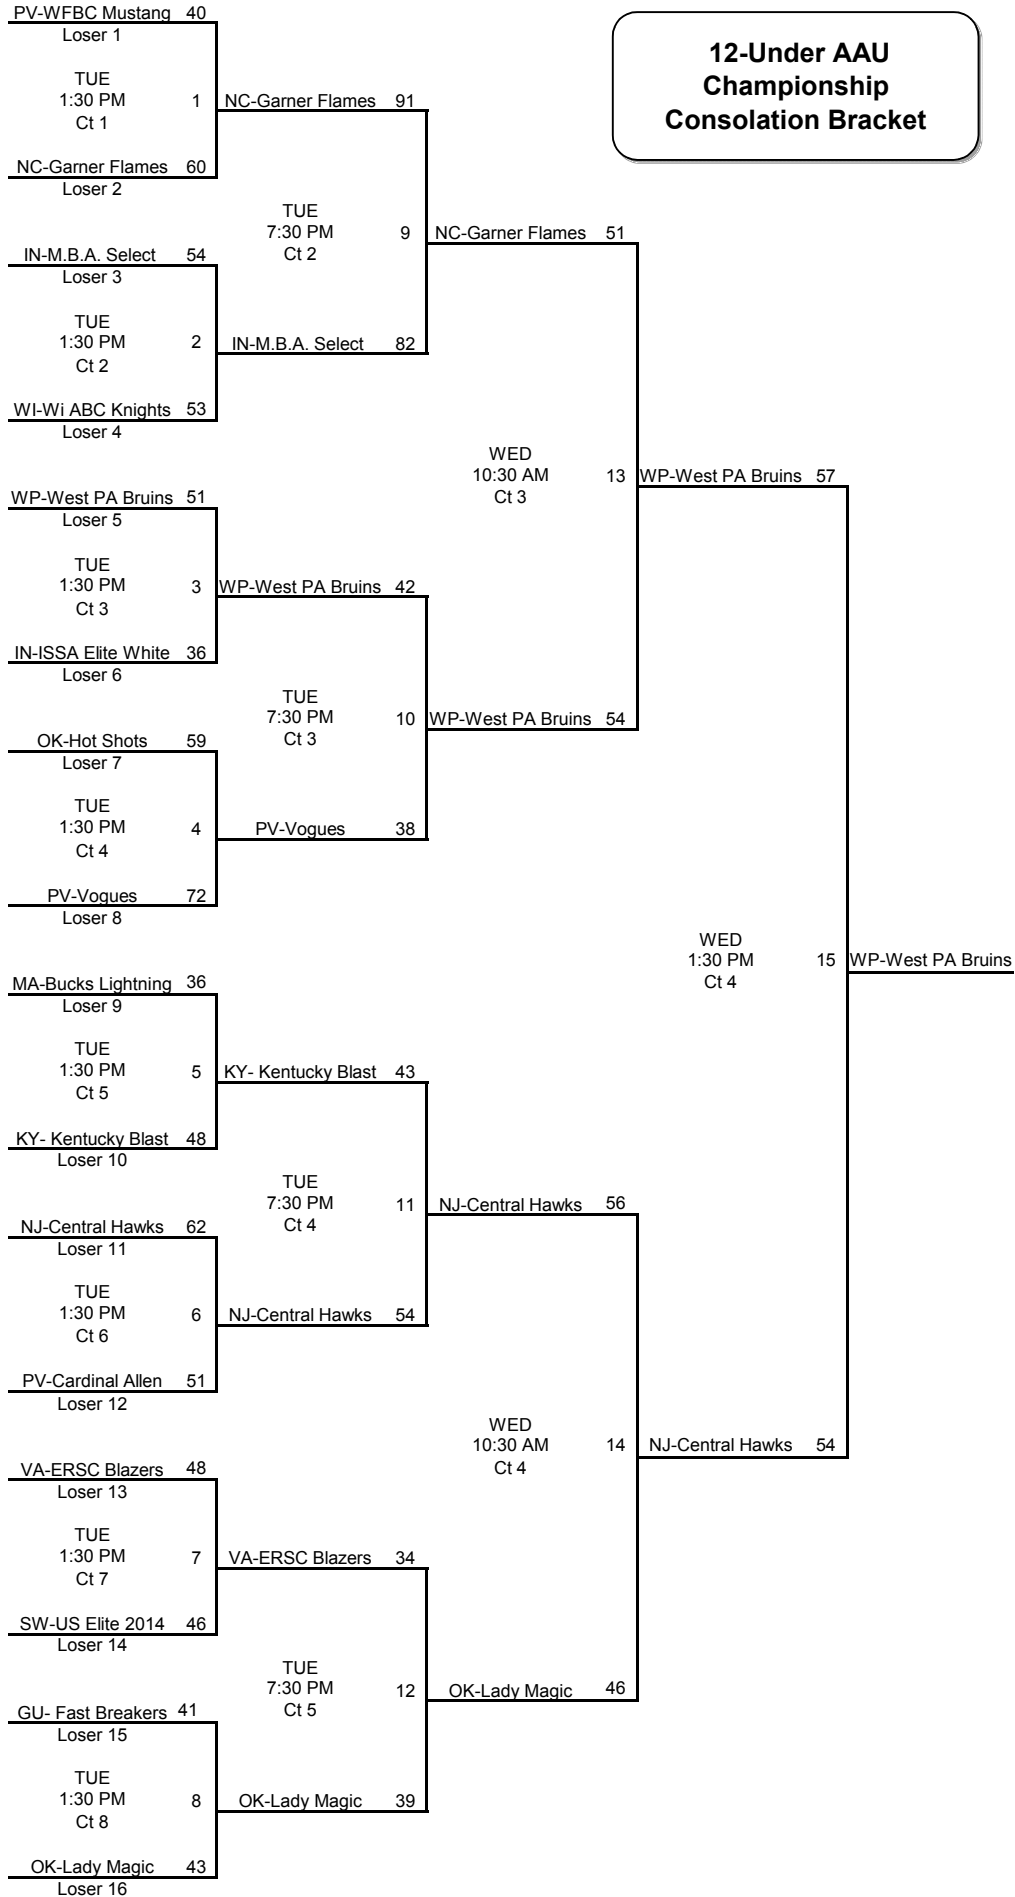 12-Under AAU
Championship
Consolation Bracket
PV-WFBC Mustang 40
Loser 1
TUE
1:30 PM 1
Ct 1
NC-Garner Flames 60
Loser 2
IN-M.B.A. Select 54
Loser 3
TUE
1:30 PM 2
Ct 2
WI-Wi ABC Knights 53
Loser 4
WP-West PA Bruins 51
Loser 5
TUE
1:30 PM 3
Ct 3
IN-ISSA Elite White 36
Loser 6
OK-Hot Shots 59
Loser 7
TUE
1:30 PM 4
Ct 4
PV-Vogues 72
Loser 8
MA-Bucks Lightning 36
Loser 9
TUE
1:30 PM 5
Ct 5
KY- Kentucky Blast 48
Loser 10
NJ-Central Hawks 62
Loser 11
TUE
1:30 PM 6
Ct 6
PV-Cardinal Allen 51
Loser 12
VA-ERSC Blazers 48
Loser 13
TUE
1:30 PM 7
Ct 7
SW-US Elite 2014 46
Loser 14
GU- Fast Breakers 41
Loser 15
TUE
1:30 PM 8
Ct 8
OK-Lady Magic 43
Loser 16
NC-Garner Flames 91
TUE
7:30 PM 9
Ct 2
IN-M.B.A. Select 82
WP-West PA Bruins 42
TUE
7:30 PM 10
Ct 3
PV-Vogues 38
KY- Kentucky Blast 43
TUE
7:30 PM 11
Ct 4
NJ-Central Hawks 54
VA-ERSC Blazers 34
TUE
7:30 PM 12
Ct 5
OK-Lady Magic 39
NC-Garner Flames 51
WED
10:30 AM 13
Ct 3
WP-West PA Bruins 54
NJ-Central Hawks 56
WED
10:30 AM 14
Ct 4
OK-Lady Magic 46
WP-West PA Bruins 57
WED
1:30 PM 15
Ct 4
NJ-Central Hawks 54
WP-West PA Bruins